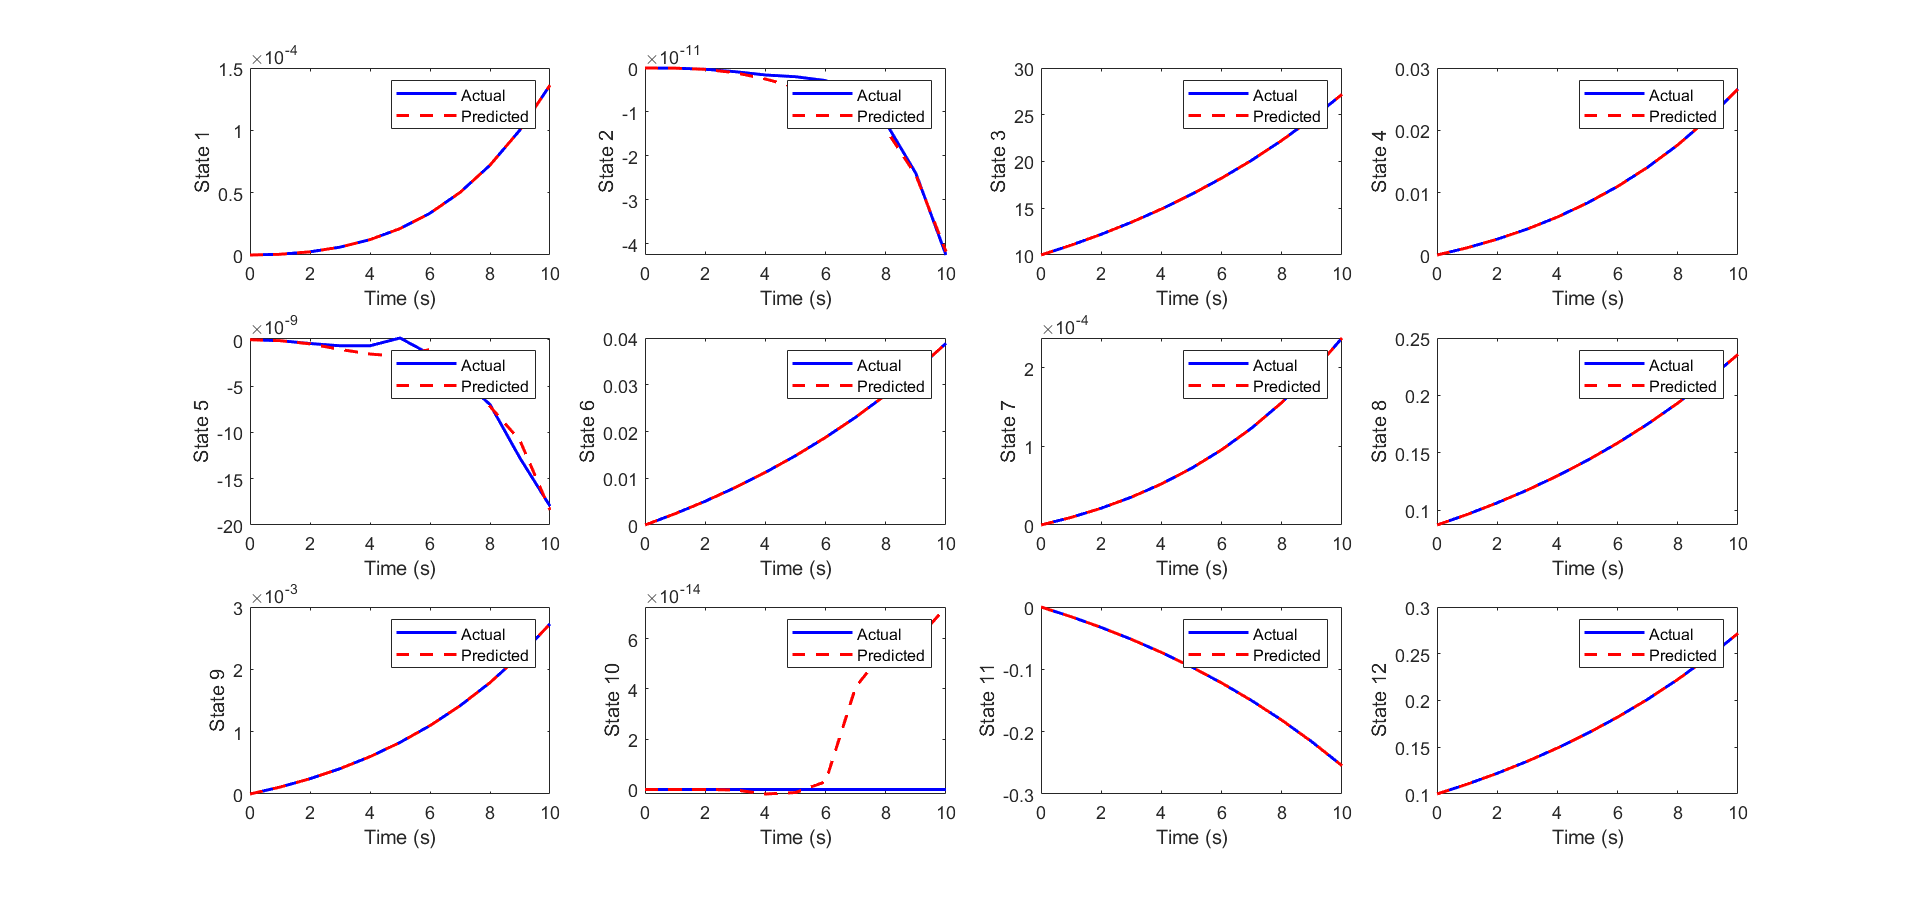 ×10-4
1.5
1
0.5
0
State 1
Actual
Predicted
0 2 4 6 8 10
Time (s)
×10-11
0
-1
-2
-3
-4
State 2
Actual
Predicted
0 2 4 6 8 10
Time (s)
30
25
20
15
10
State 3
Actual
Predicted
0 2 4 6 8 10
Time (s)
0.03
0.02
0.01
0
State 4
Actual
Predicted
0 2 4 6 8 10
Time (s)
×10-9
0
-5
-10
-15
-20
State 5
Actual
Predicted
0 2 4 6 8 10
Time (s)
0.04
0.03
0.02
0.01
0
State 6
Actual
Predicted
0 2 4 6 8 10
Time (s)
×10-4
2
1
0
State 7
Actual
Predicted
0 2 4 6 8 10
Time (s)
0.25
0.2
0.15
0.1
State 8
Actual
Predicted
0 2 4 6 8 10
Time (s)
×10-3
3
2
1
0
State 9
Actual
Predicted
0 2 4 6 8 10
Time (s)
×10-14
6
4
2
0
State 10
Actual
Predicted
0 2 4 6 8 10
Time (s)
0
-0.1
-0.2
-0.3
State 11
Actual
Predicted
0 2 4 6 8 10
Time (s)
0.3
0.25
0.2
0.15
0.1
State 12
Actual
Predicted
0 2 4 6 8 10
Time (s)